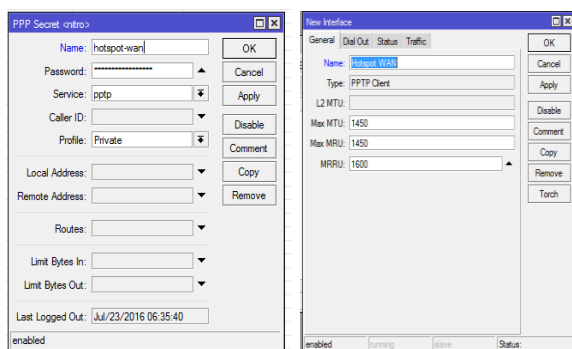 PPP Secret <nitro>
Name: hotspot-wan
Password: *****************
Service: pptp
Caller ID:
Profile: Private
Local Address:
Remote Address:
Routes:
Limit Bytes In:
Limit Bytes Out:
Last Logged Out: Jul/23/2016 06:35:40
enabled
OK
Cancel
Apply
Disable
Comment
Copy
Remove
New Interface
General Dial Out Status Traffic
Name: Hotspot WAN
Type: PPTP Client
L2 MTU:
Max MTU: 1450
Max MRU: 1450
MRRU: 1600
OK
Cancel
Apply
Disable
Comment
Copy
Remove
Torch
enabled running slave Status: